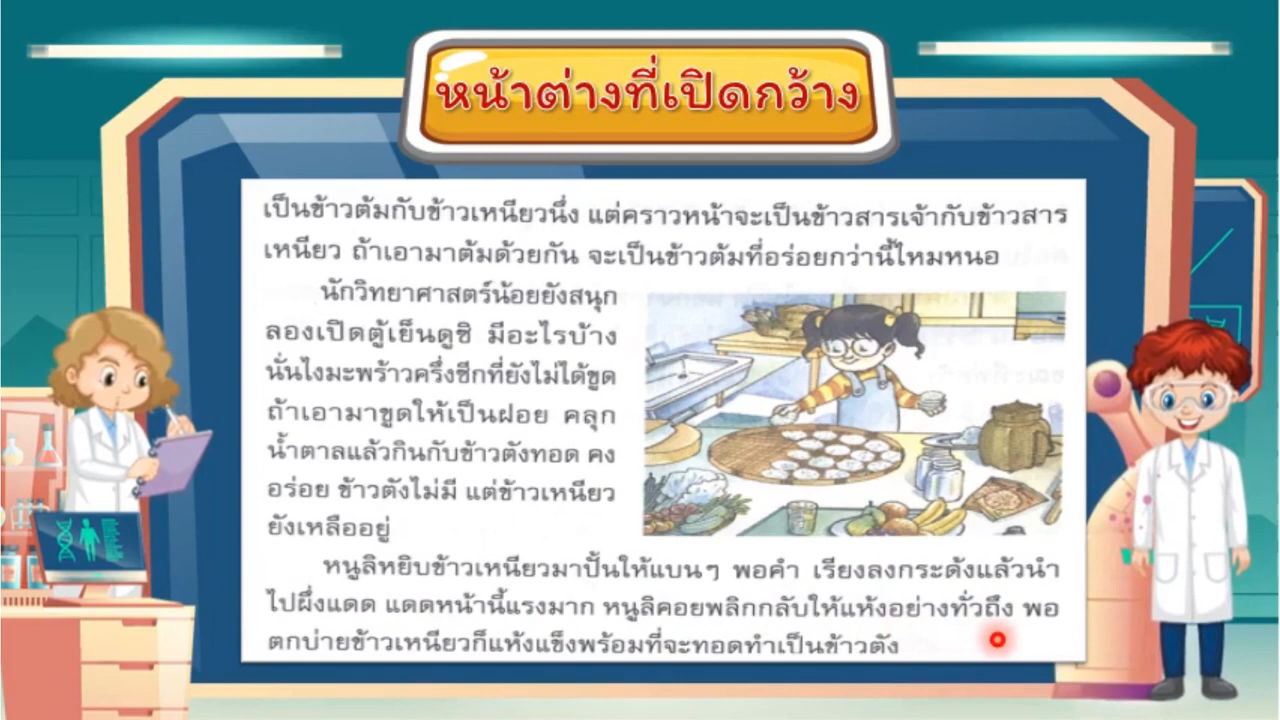 หน้าต่างที่เปิดกว้าง
เป็นข้าวต้มกับข้าวเหนียวนึ่ง แต่คราวหน้าจะเป็นข้าวสารเจ้ากับข้าวสาร
เหนียว ถ้าเอามาต้มด้วยกัน จะเป็นข้าวต้มที่อร่อยกว่านี้ไหมหนอ
นักวิทยาศาสตร์น้อยยังสนุก
ลองเปิดตู้เย็นดูซิ มีอะไรบ้าง
นั่นไงมะพร้าวครึ่งซีกที่ยังไม่ได้ขูด
ถ้าเอามาขูดให้เป็นฝอย คลุก
น้ำตาลแล้วกินกับข้าวตังทอด คง
อร่อย ข้าวตังไม่มี แต่ข้าวเหนียว
ยังเหลืออยู่
หนูลิหยิบข้าวเหนียวมาปั้นให้แบนๆ พอคำ เรียงลงกระด้งแล้วนำ
ไปผึ่งแดด แดดหน้านี้แรงมาก หนูลิคอยพลิกกลับให้แห้งอย่างทั่วถึง พอ
ตกบ่ายข้าวเหนียวก็แห้งแข็งพร้อมที่จะทอดทำเป็นข้าวตัง